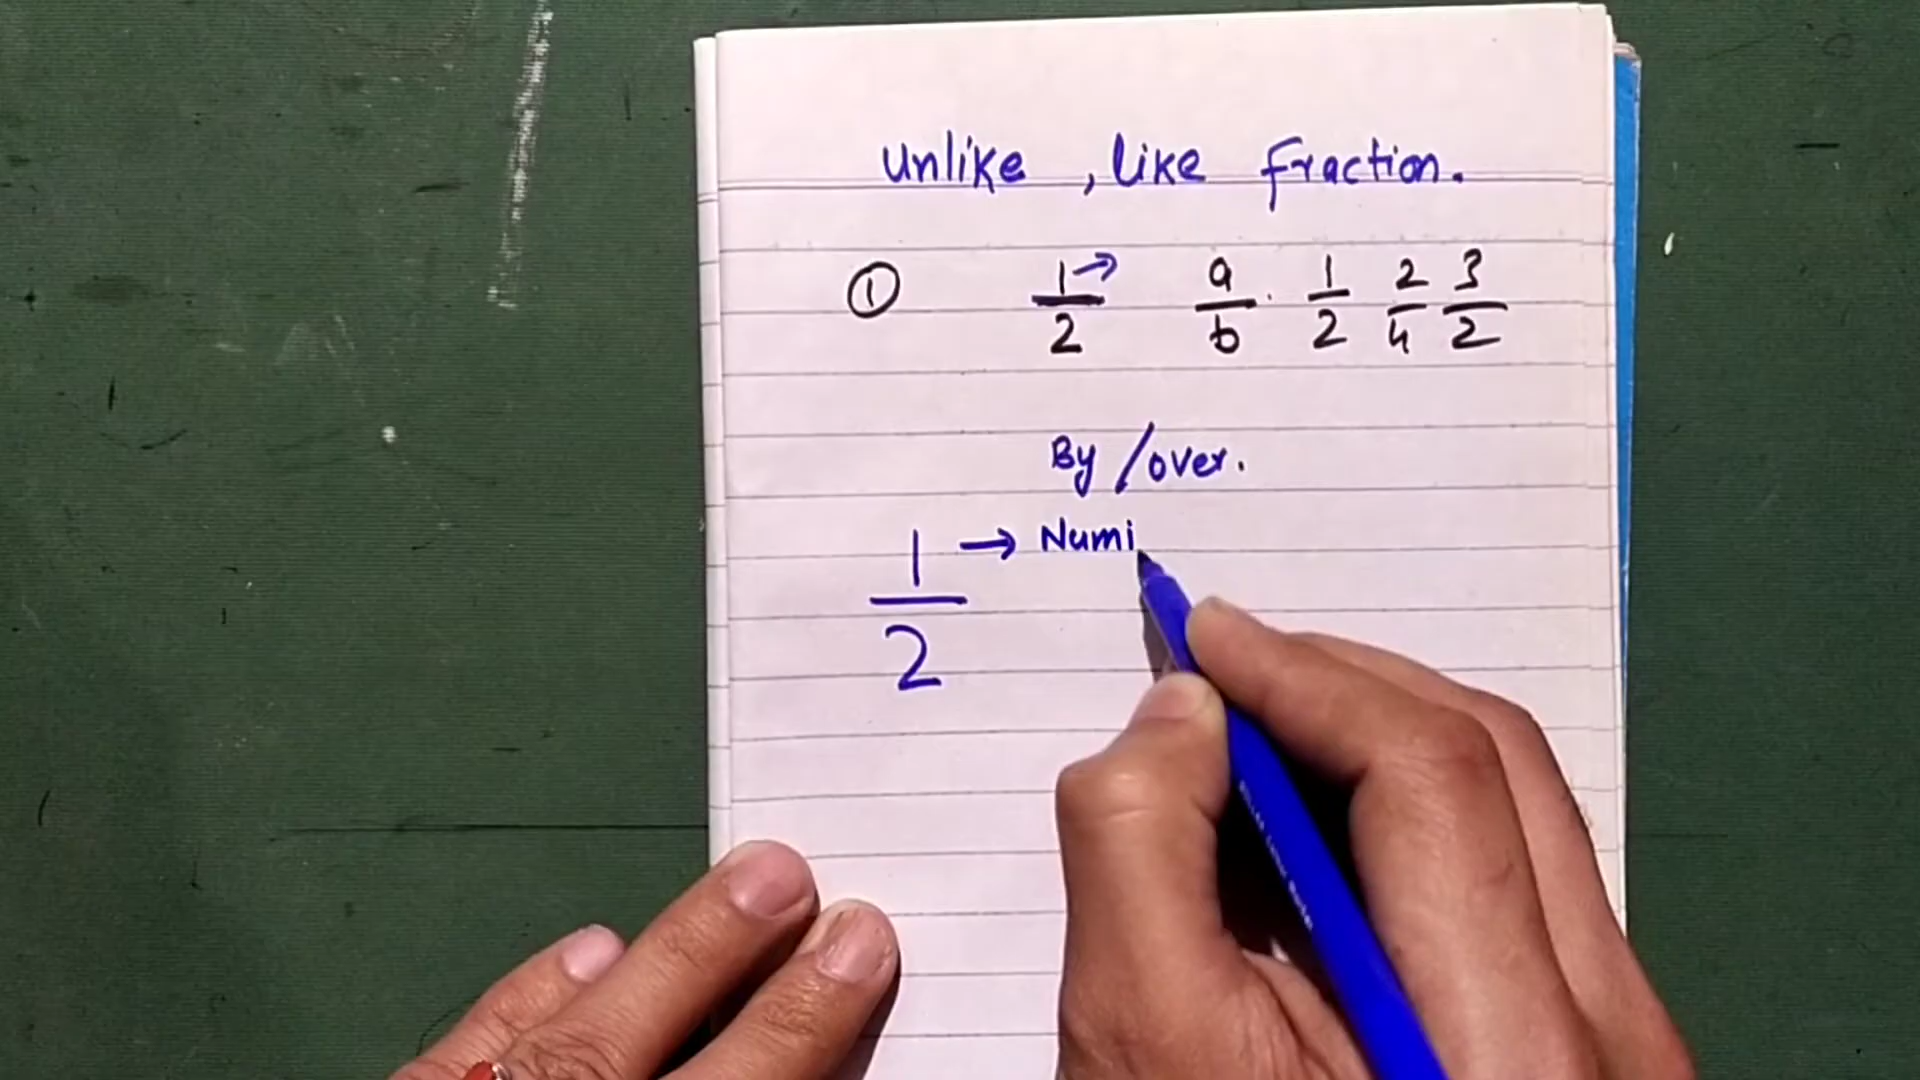 unlike , like fraction.
① 1/2 → a/b . 1/2 2/4 3/2
By /over.
1/2 → Numi